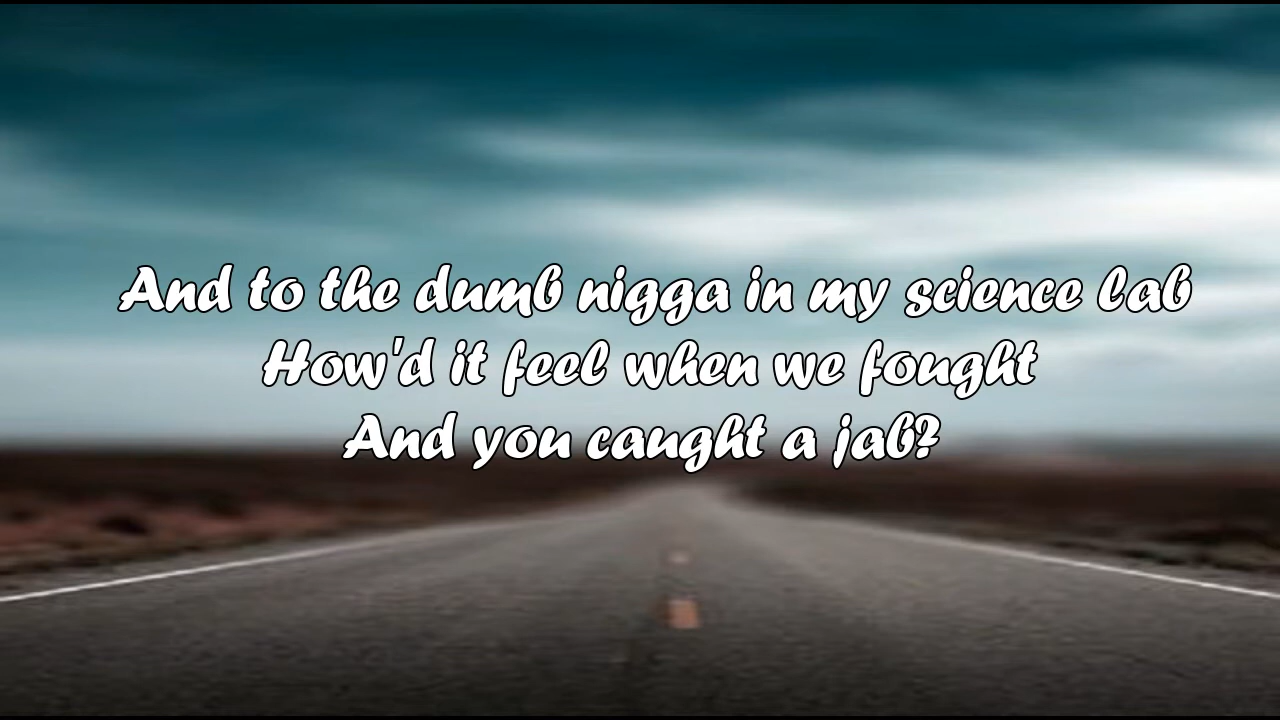 And to the dumb nigga in my science lab
How'd it feel when we fought
And you caught a jab?